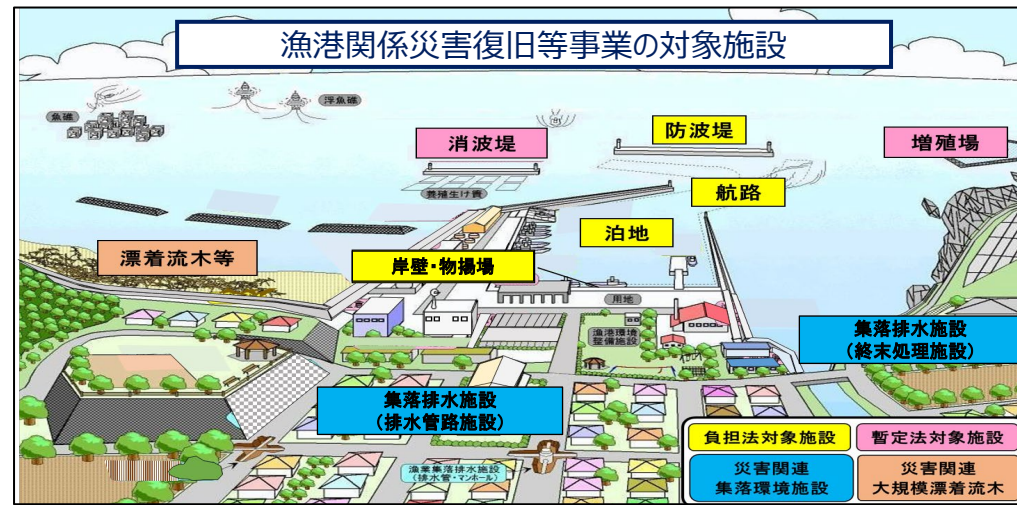 漁港関係災害復旧等事業の対象施設
魚礁
浮魚礁
消波堤
防波堤
増殖場
養殖生け簀
航路
泊地
漂着流木等
岸壁・物揚場
用地
漁港環境
整備施設
集落排水施設
（終末処理施設）
集落排水施設
（排水管路施設）
漁業集落排水施設
（排水管・マンホール）
負担法対象施設
暫定法対象施設
災害関連
集落環境施設
災害関連
大規模漂着流木